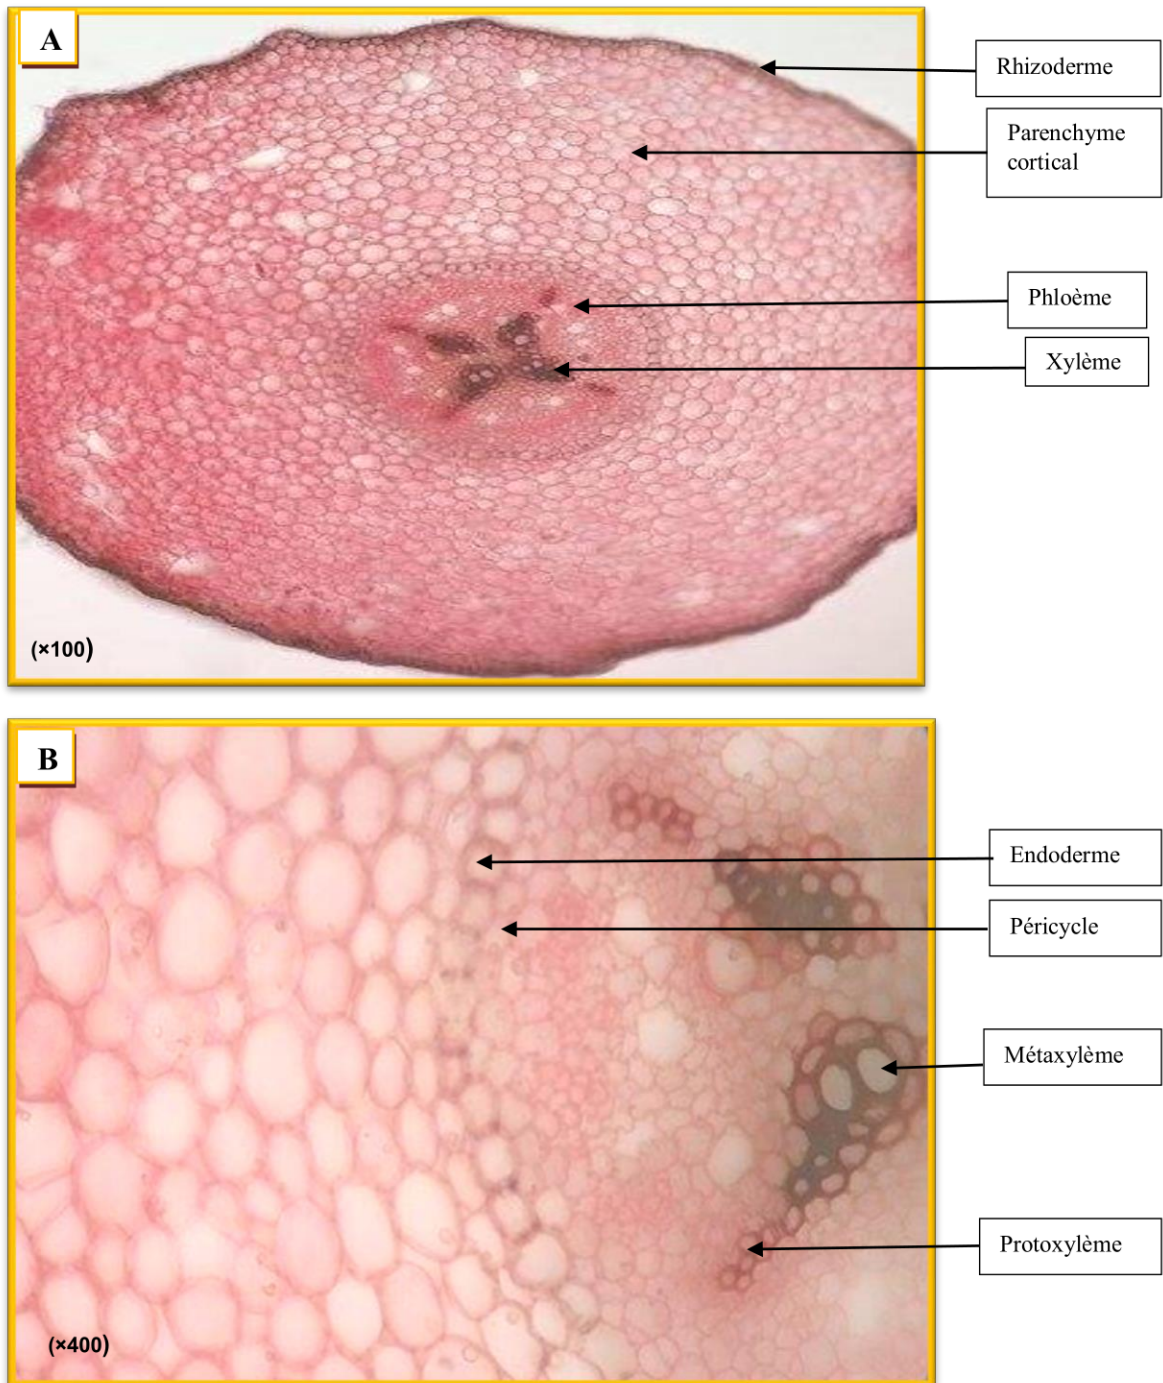 A
Rhizoderme
Parenchyme
cortical
Phloème
Xylème
(×100)
B
Endoderme
Péricycle
Métaxylème
Protoxylème
(×400)